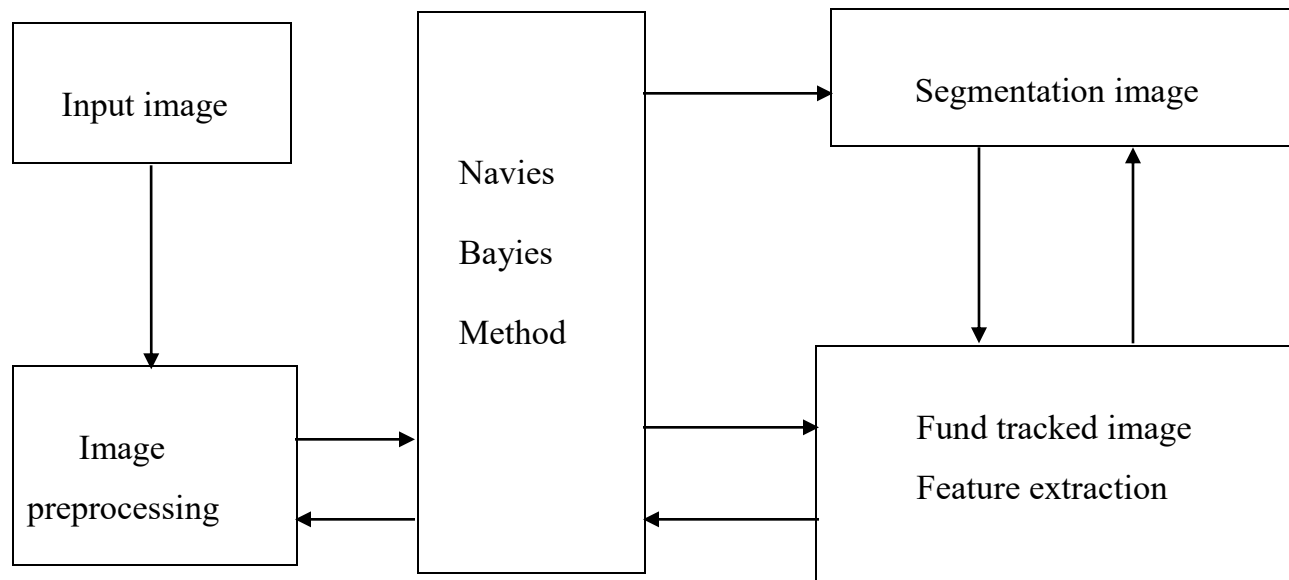 Input image
Image
preprocessing
Navies
Bayies
Method
Segmentation image
Fund tracked image
Feature extraction